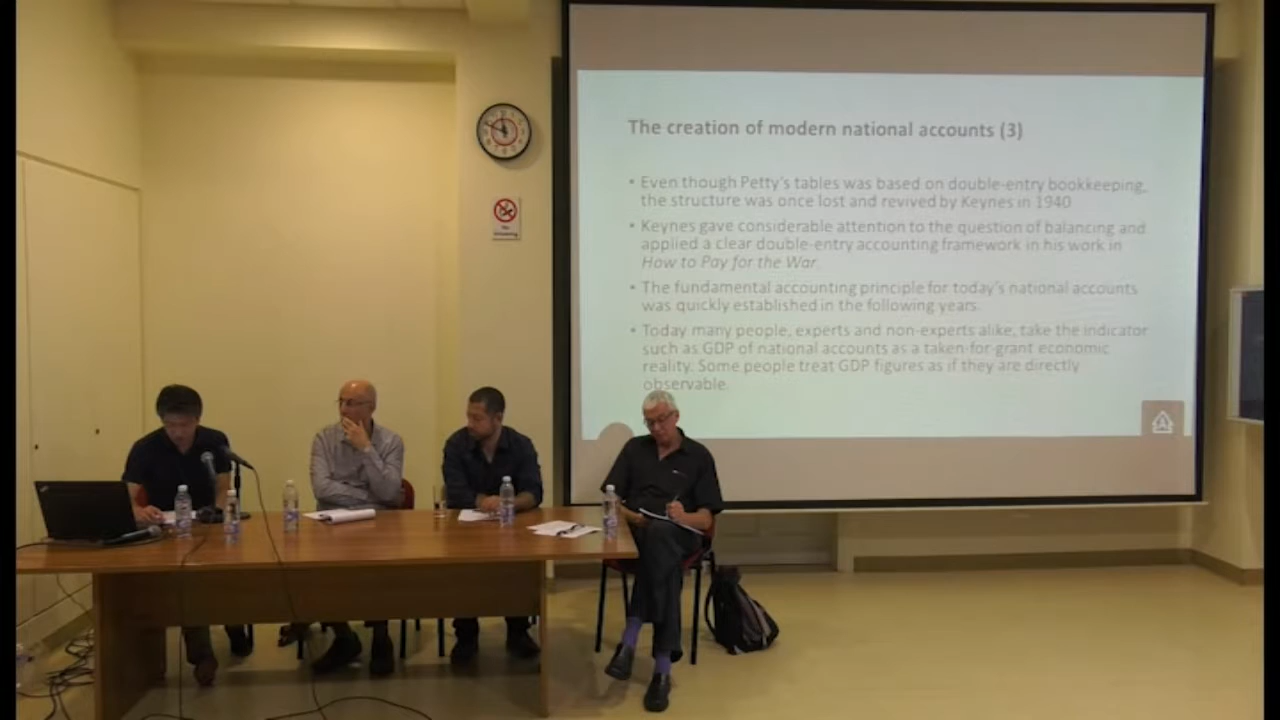 The creation of modern national accounts (3)
• Even though Petty's tables was based on double-entry bookkeeping,
the structure was once lost and revived by Keynes in 1940
• Keynes gave considerable attention to the question of balancing and
applied a clear double-entry accounting framework in his work in
How to Pay for the War.
• The fundamental accounting principle for today's national accounts
was quickly established in the following years.
• Today many people, experts and non-experts alike, take the indicator
such as GDP of national accounts as a taken-for-grant economic
reality. Some people treat GDP figures as if they are directly
observable.